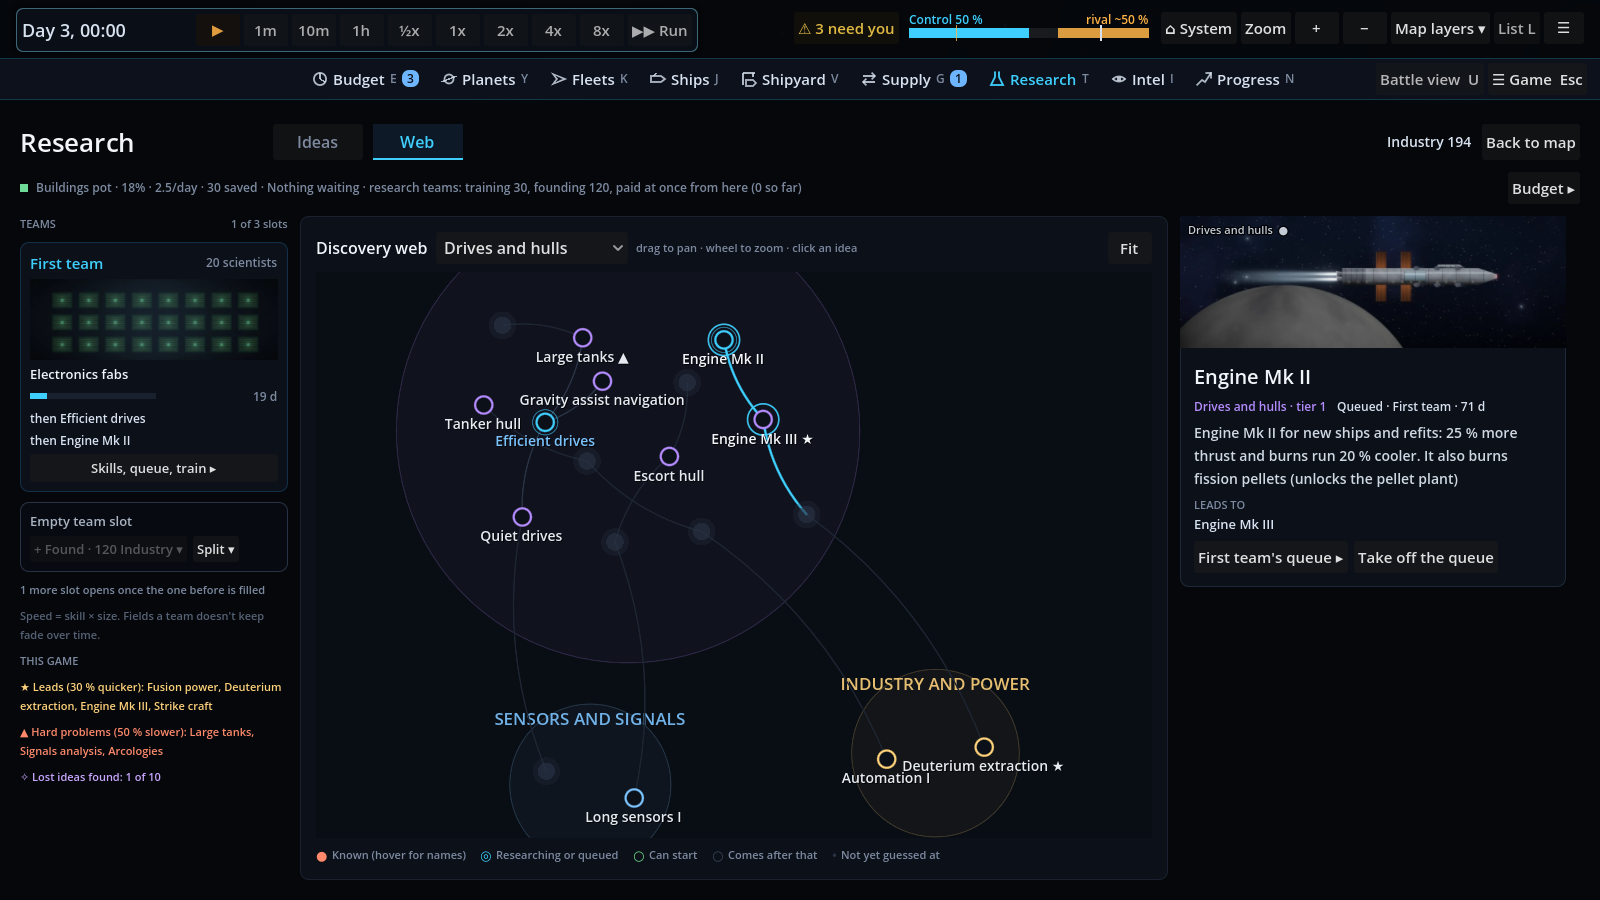 Day 3, 00:00
▶ 1m 10m 1h ½x 1x 2x 4x 8x ▶▶ Run
⚠ 3 need you
Control 50 % rival ~50 %
⌂ System Zoom + − Map layers ▾ List L ☰
Budget E 3 Planets Y Fleets K Ships J Shipyard V Supply G 1 Research T Intel I Progress N
Battle view U ☰ Game Esc
Research Ideas Web
Industry 194 Back to map
Buildings pot · 18% · 2.5/day · 30 saved · Nothing waiting · research teams: training 30, founding 120, paid at once from here (0 so far)
Budget ▸
TEAMS 1 of 3 slots
First team 20 scientists
Electronics fabs
19 d
then Efficient drives
then Engine Mk II
Skills, queue, train ▸
Empty team slot
+ Found · 120 Industry ▾ Split ▾
1 more slot opens once the one before is filled
Speed = skill × size. Fields a team doesn't keep
fade over time.
THIS GAME
★ Leads (30 % quicker): Fusion power, Deuterium
extraction, Engine Mk III, Strike craft
▲ Hard problems (50 % slower): Large tanks,
Signals analysis, Arcologies
✧ Lost ideas found: 1 of 10
Discovery web Drives and hulls drag to pan · wheel to zoom · click an idea Fit
Large tanks ▲
Engine Mk II
Gravity assist navigation
Tanker hull
Efficient drives
Engine Mk III ★
Escort hull
Quiet drives
INDUSTRY AND POWER
SENSORS AND SIGNALS
Deuterium extraction ★
Automation I
Long sensors I
Known (hover for names) Researching or queued Can start Comes after that Not yet guessed at
Drives and hulls
Engine Mk II
Drives and hulls · tier 1 Queued · First team · 71 d
Engine Mk II for new ships and refits: 25 % more
thrust and burns run 20 % cooler. It also burns
fission pellets (unlocks the pellet plant)
LEADS TO
Engine Mk III
First team's queue ▸ Take off the queue